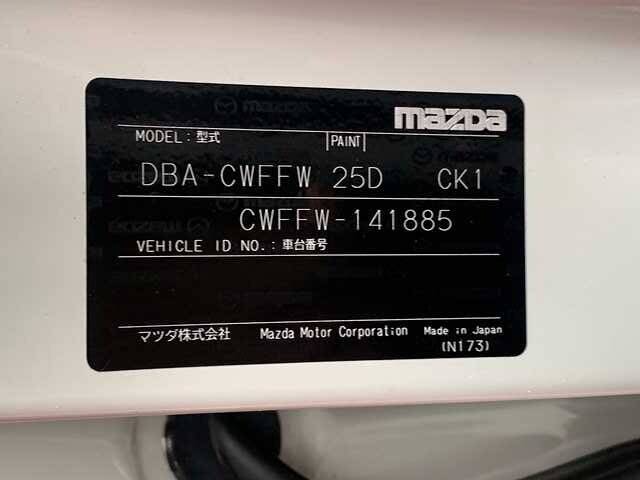 mazda
MODEL:型式 PAINT
DBA-CWFFW 25D CK1
CWFFW-141885
VEHICLE ID NO.:車台番号
マツダ株式会社 Mazda Motor Corporation Made in Japan
(N173)